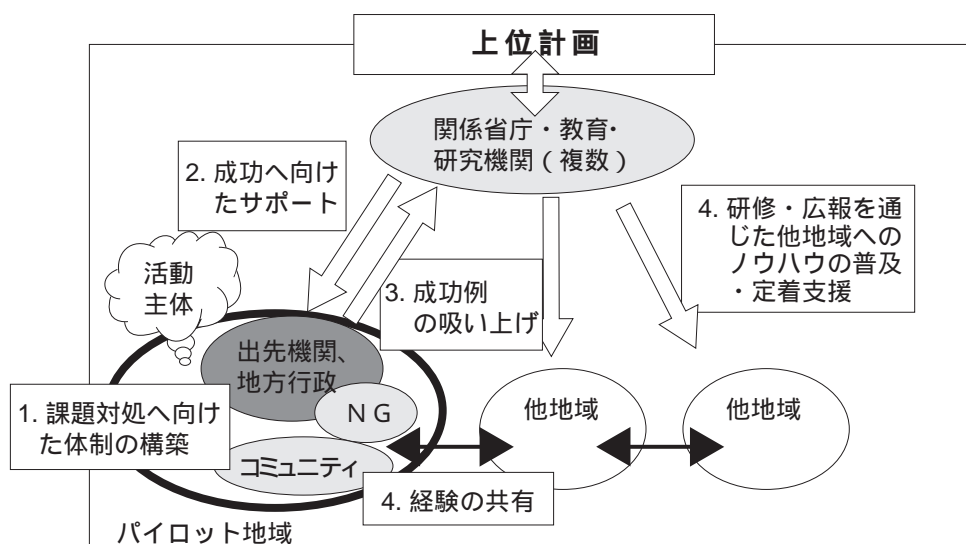 上位計画
関係省庁・教育・
研究機関（複数）
2. 成功へ向け
たサポート
4. 研修・広報を通
じた他地域への
ノウハウの普及
・定着支援
活動
主体
3. 成功例
の吸い上げ
出先機関、
地方行政
ＮＧ
コミュニティ
1. 課題対処へ向け
た体制の構築
他地域
他地域
4. 経験の共有
パイロット地域